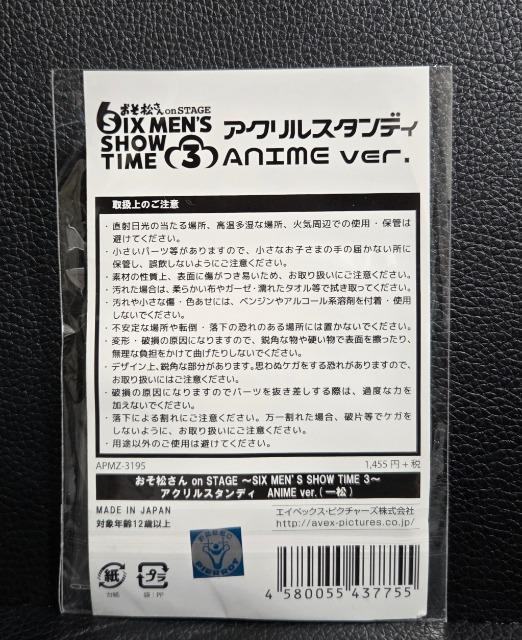 おそ松さん on STAGE
SIX MEN'S
SHOW
TIME 3
アクリルスタンディ
ANIME ver.
取扱上のご注意
・直射日光の当たる場所、高温多湿な場所、火気周辺での使用・保管は
避けてください。
・小さいパーツ等がありますので、小さなお子さまの手の届かない所に
保管し、誤飲しないようにご注意ください。
・素材の性質上、表面に傷がつき易いため、お取り扱いにご注意ください。
・汚れた場合は、柔らかい布やガーゼ・濡れたタオル等で拭き取ってください。
・汚れや小さな傷・色あせには、ベンジンやアルコール系溶剤を付着・使用
しないでください。
・不安定な場所や転倒・落下の恐れのある場所には置かないでください。
・変形・破損の原因になりますので、鋭角な物や硬い物で表面を擦ったり、
無理な負担をかけて曲げたりしないでください。
・デザイン上、鋭角な部分があります。思わぬケガをする恐れがありますので、
お取り扱いにはご注意ください。
・破損の原因になりますのでパーツを抜き差しする際は、過度な力を
加えないでください。
・落下による割れにご注意ください。万一割れた場合、破片等でケガを
しないように、お取り扱いにご注意ください。
・用途以外のご使用は避けてください。
APMZ-3195
1,455 円 + 税
おそ松さん on STAGE ～SIX MEN'S SHOW TIME 3～
アクリルスタンディ ANIME ver.(一松)
MADE IN JAPAN
対象年齢12歳以上
エイベックス・ピクチャーズ株式会社
http://avex-pictures.co.jp/
PIERROT
紙
台紙
プラ
袋：PP
4 580055 437755